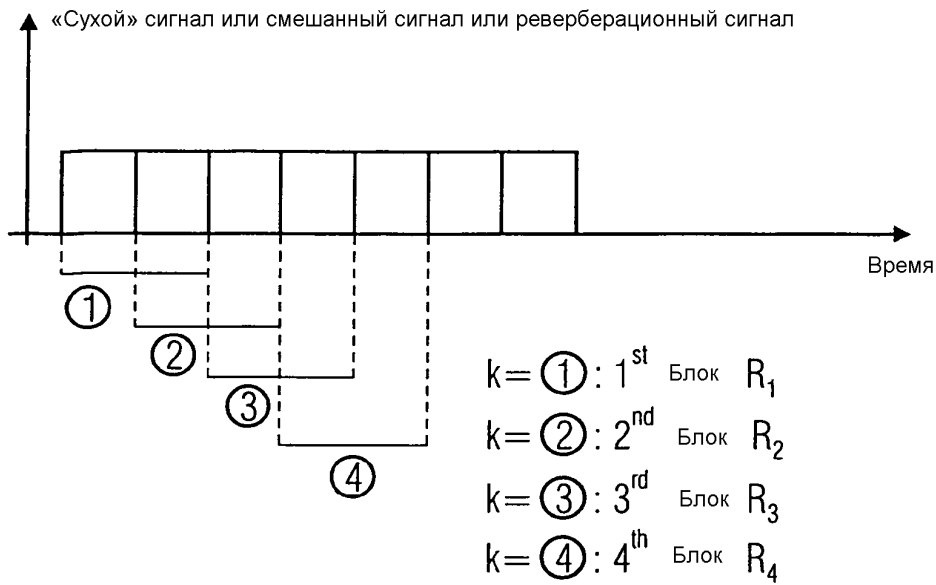 «Сухой» сигнал или смешанный сигнал или реверберационный сигнал
Время
1
2
3
4
k= 1 : 1st Блок R1
k= 2 : 2nd Блок R2
k= 3 : 3rd Блок R3
k= 4 : 4th Блок R4